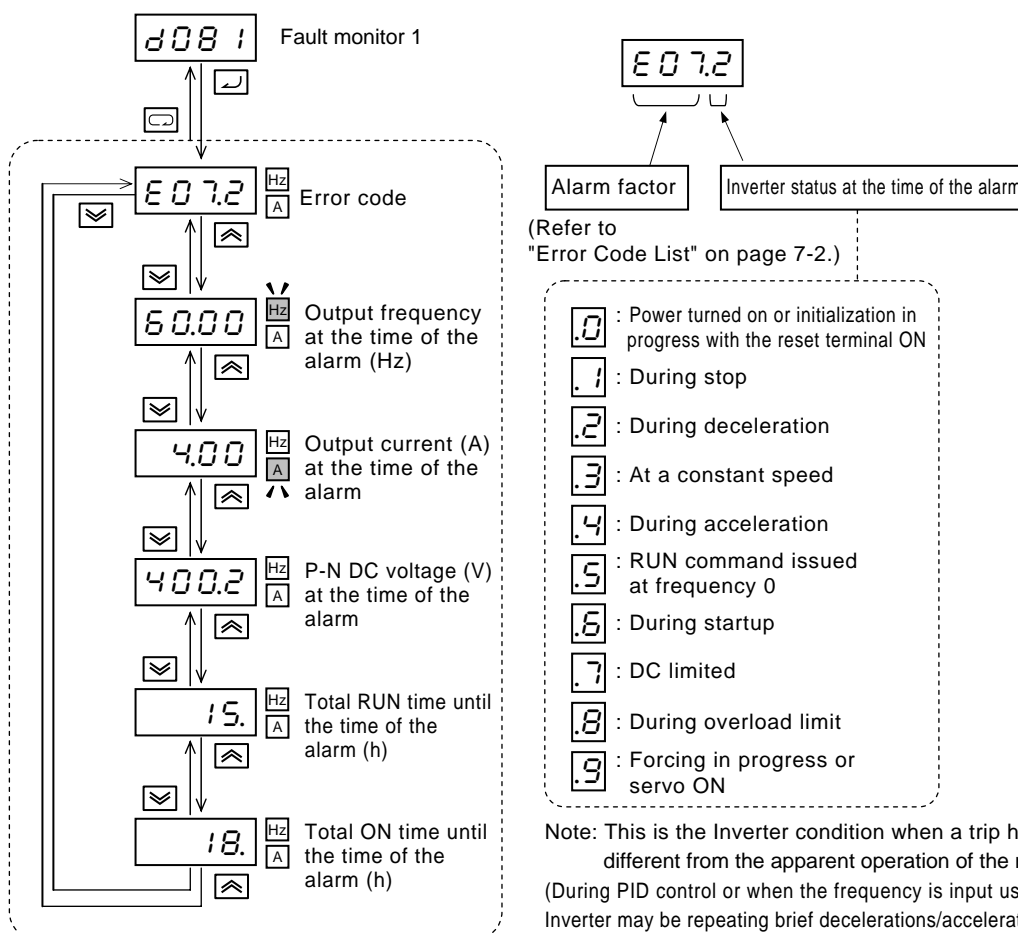 d081
Fault monitor 1
E07.2
Hz
A
Error code
60.00
Hz
A
Output frequency
at the time of the
alarm (Hz)
4.00
Hz
A
Output current (A)
at the time of the
alarm
400.2
Hz
A
P-N DC voltage (V)
at the time of the
alarm
15.
Hz
A
Total RUN time until
the time of the
alarm (h)
18.
Hz
A
Total ON time until
the time of the
alarm (h)
E07.2
Alarm factor
Inverter status at the time of the alarm
(Refer to
"Error Code List" on page 7-2.)
.0 : Power turned on or initialization in
progress with the reset terminal ON
.1 : During stop
.2 : During deceleration
.3 : At a constant speed
.4 : During acceleration
.5 : RUN command issued
at frequency 0
.6 : During startup
.7 : DC limited
.8 : During overload limit
.9 : Forcing in progress or
servo ON
Note: This is the Inverter condition when a trip
different from the apparent operation of the
(During PID control or when the frequency is input
Inverter may be repeating brief